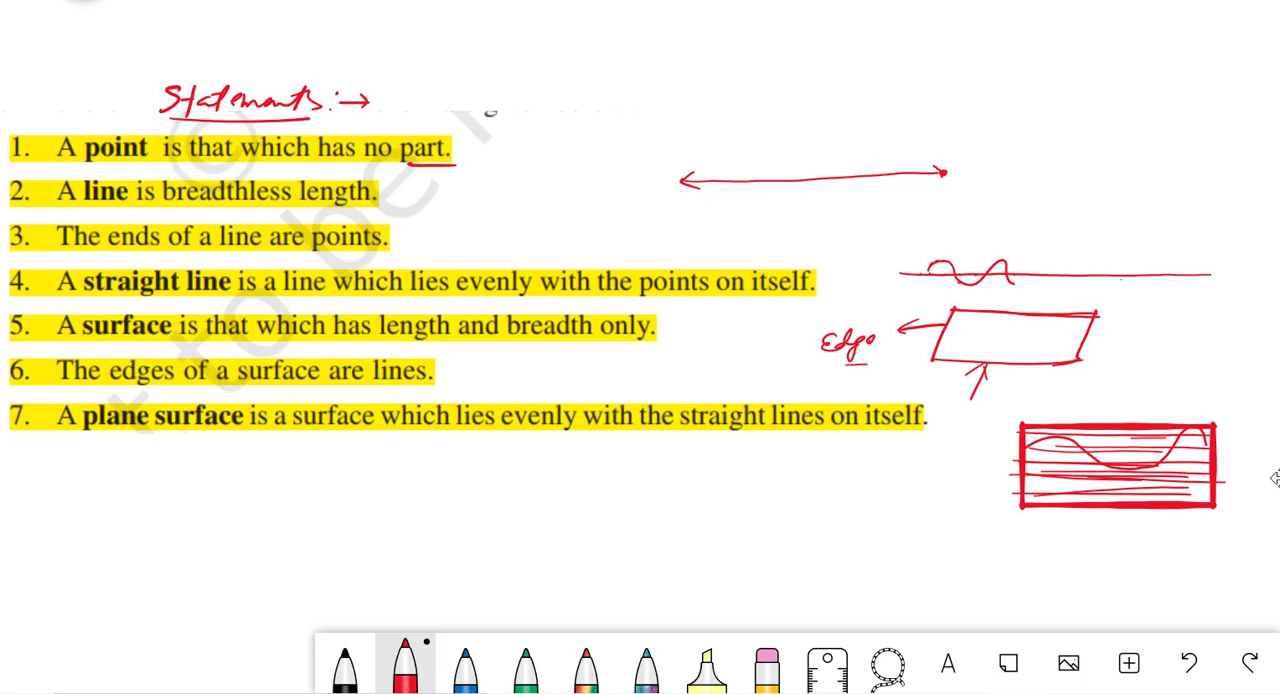 Statements :→
1. A point is that which has no part.
2. A line is breadthless length.
3. The ends of a line are points.
4. A straight line is a line which lies evenly with the points on itself.
5. A surface is that which has length and breadth only.
Edge
6. The edges of a surface are lines.
7. A plane surface is a surface which lies evenly with the straight lines on itself.
A